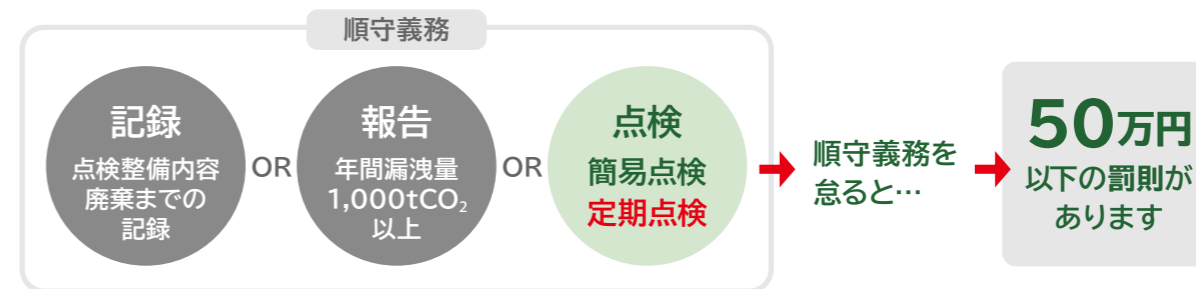 順守義務
記録
点検整備内容
廃棄までの
記録
OR
報告
年間漏洩量
1,000tCO₂
以上
OR
点検
簡易点検
定期点検
順守義務を
怠ると…
50万円
以下の罰則が
あります